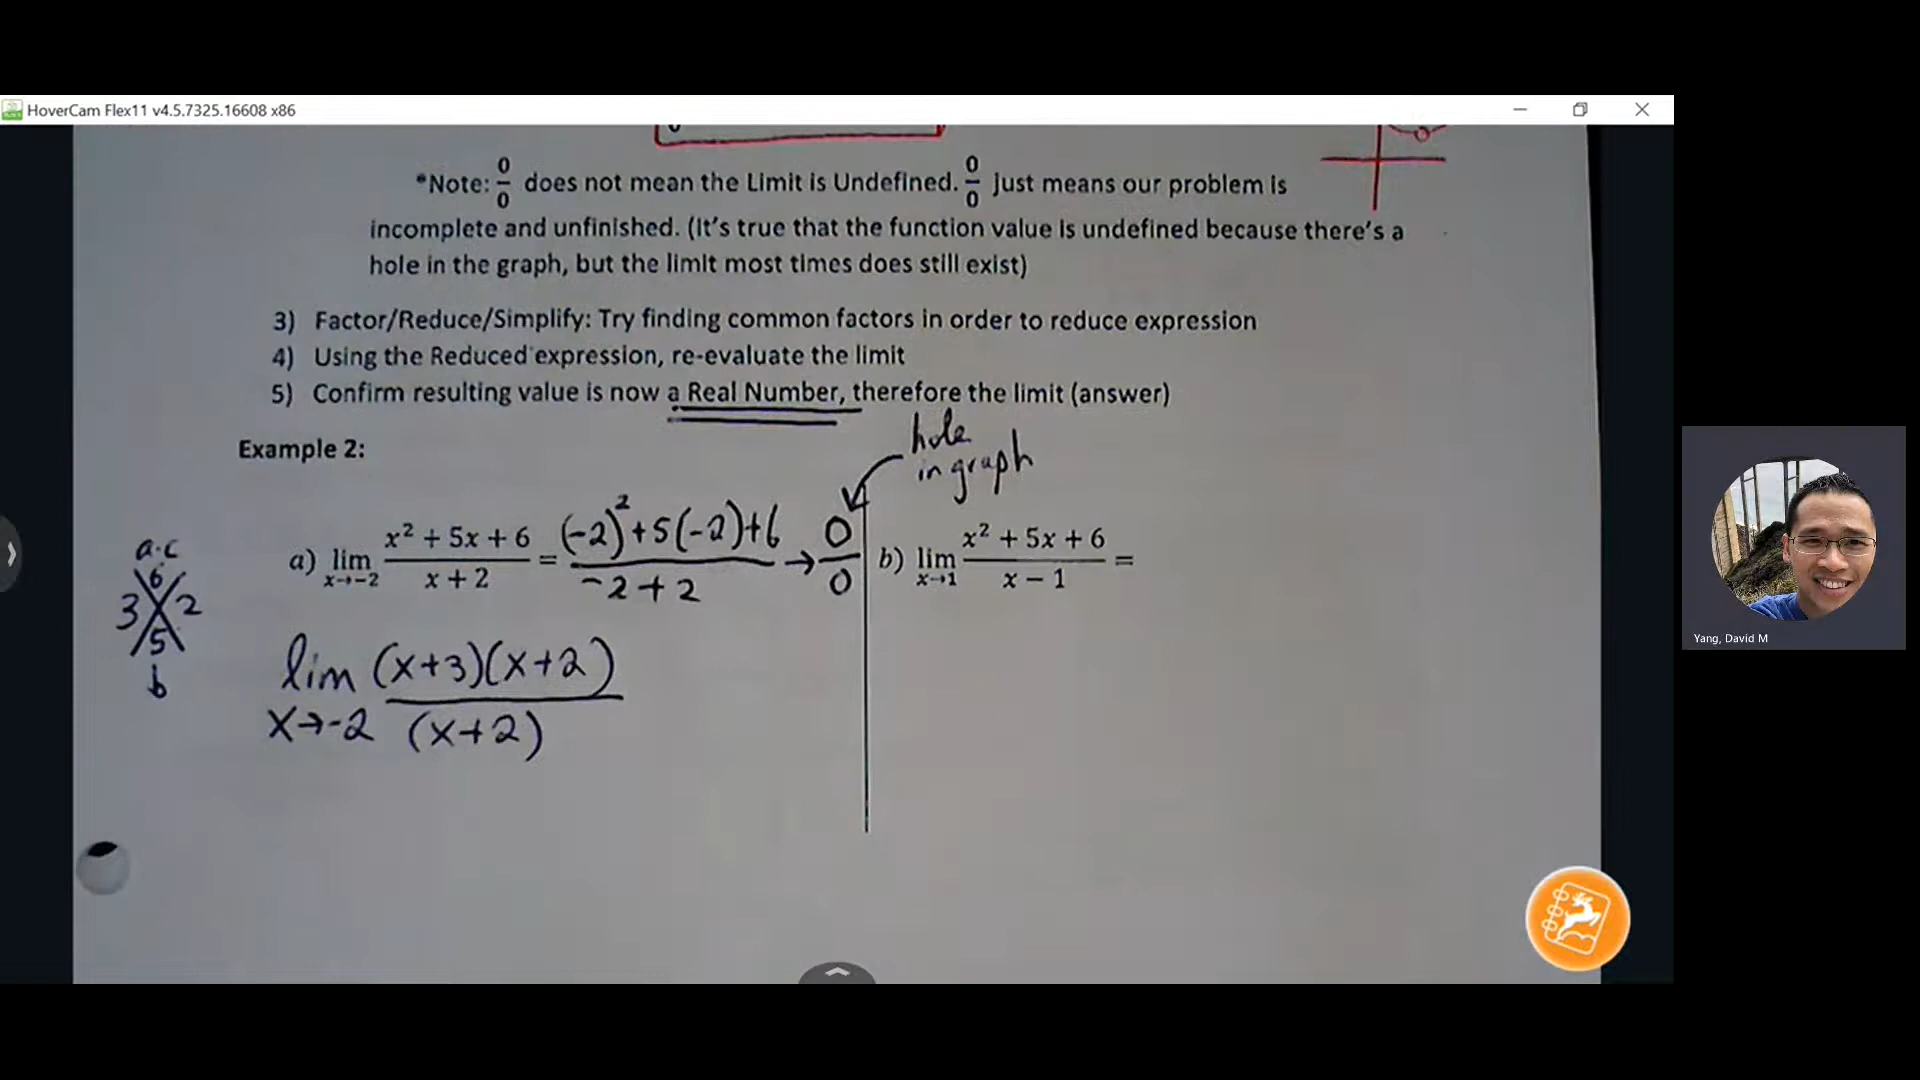 HoverCam Flex11 v4.5.7325.16608 x86
*Note: 0/0 does not mean the Limit is Undefined. 0/0 just means our problem is
incomplete and unfinished. (It's true that the function value is undefined because there's a
hole in the graph, but the limit most times does still exist)
3) Factor/Reduce/Simplify: Try finding common factors in order to reduce expression
4) Using the Reduced expression, re-evaluate the limit
5) Confirm resulting value is now a Real Number, therefore the limit (answer)
hole
in graph
Example 2:
a) lim x→-2 (x² + 5x + 6)/(x + 2) = ((-2)²+5(-2)+6)/(-2+2) → 0/0
b) lim x→1 (x² + 5x + 6)/(x − 1) =
a·c
6
3 2
5
b
lim x→-2 (x+3)(x+2)/(x+2)
Yang, David M